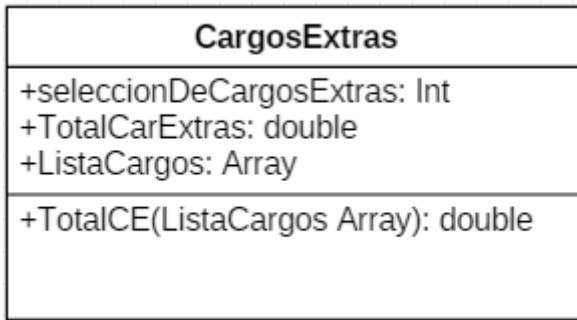 CargosExtras
+seleccionDeCargosExtras: Int
+TotalCarExtras: double
+ListaCargos: Array
+TotalCE(ListaCargos Array): double